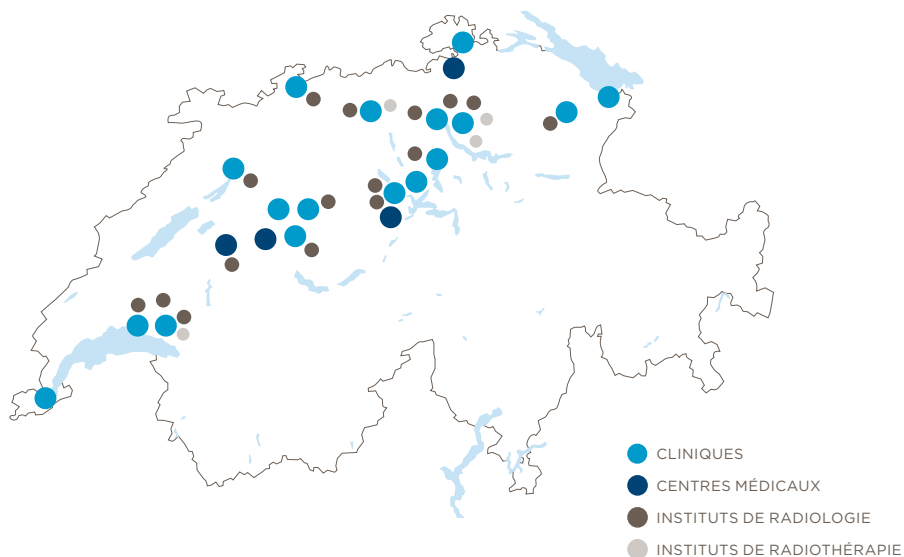 CLINIQUES
CENTRES MÉDICAUX
INSTITUTS DE RADIOLOGIE
INSTITUTS DE RADIOTHÉRAPIE